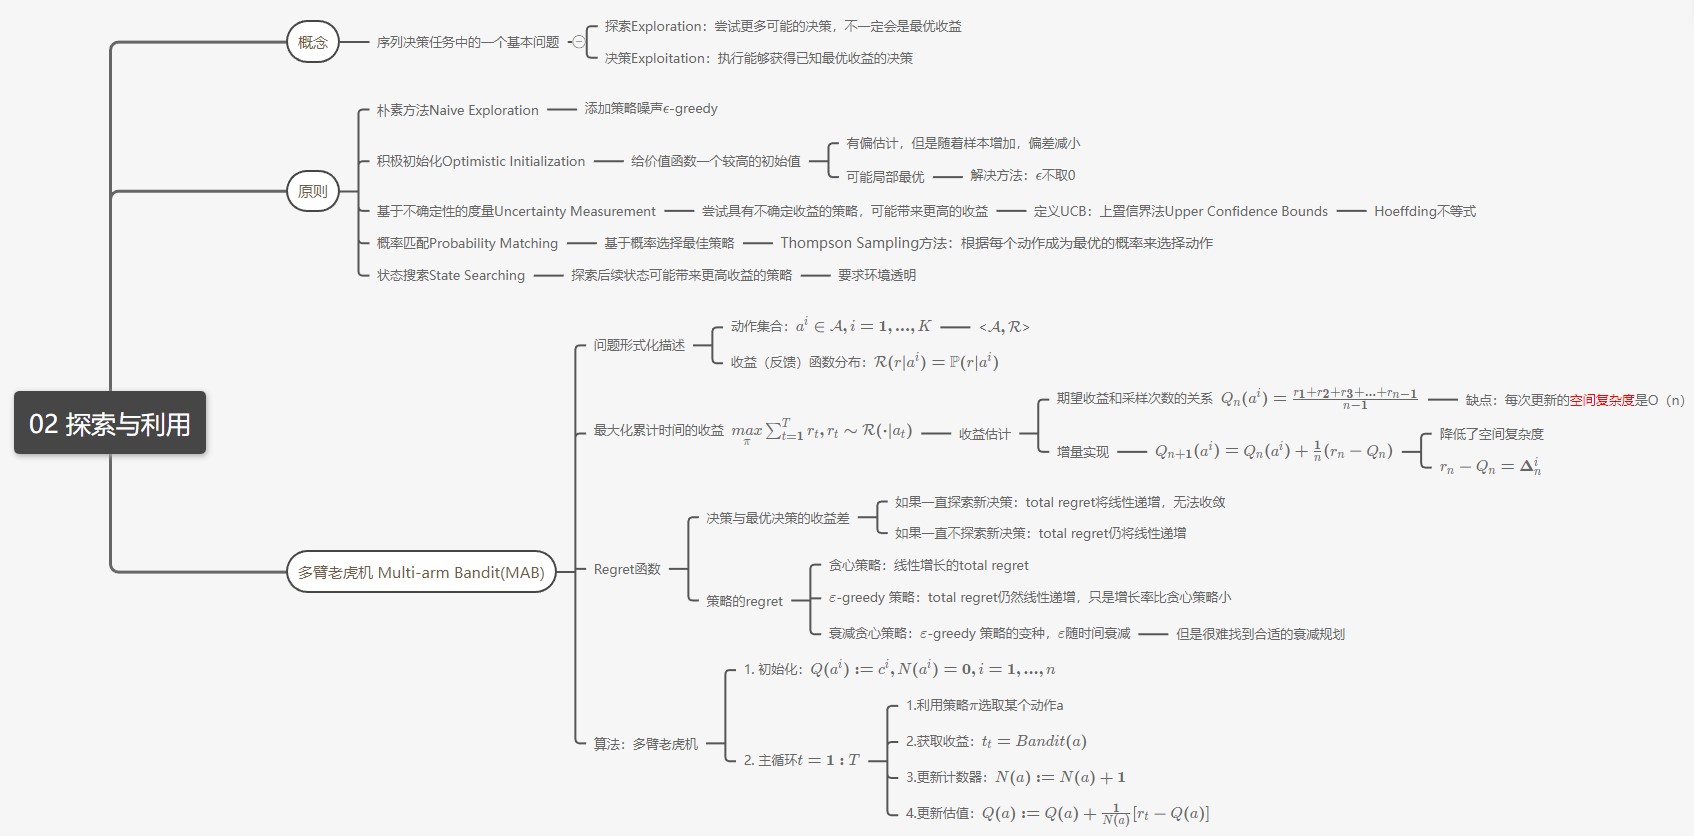 02 探索与利用
概念
序列决策任务中的一个基本问题
探索Exploration：尝试更多可能的决策，不一定会是最优收益
决策Exploitation：执行能够获得已知最优收益的决策
原则
朴素方法Naive Exploration
添加策略噪声ϵ-greedy
积极初始化Optimistic Initialization
给价值函数一个较高的初始值
有偏估计，但是随着样本增加，偏差减小
可能局部最优
解决方法：ϵ不取0
基于不确定性的度量Uncertainty Measurement
尝试具有不确定收益的策略，可能带来更高的收益
定义UCB：上置信界法Upper Confidence Bounds
Hoeffding不等式
概率匹配Probability Matching
基于概率选择最佳策略
Thompson Sampling方法：根据每个动作成为最优的概率来选择动作
状态搜索State Searching
探索后续状态可能带来更高收益的策略
要求环境透明
多臂老虎机 Multi-arm Bandit(MAB)
问题形式化描述
动作集合：$a^i \in \mathcal{A}, i = 1, ..., K$
<$\mathcal{A}, \mathcal{R}$>
收益（反馈）函数分布：$\mathcal{R}(r|a^i) = \mathbb{P}(r|a^i)$
最大化累计时间的收益 $\underset{\pi}{max} \sum_{t=1}^{T} r_t, r_t \sim \mathcal{R}(\cdot|a_t)$
收益估计
期望收益和采样次数的关系 $Q_n(a^i) = \frac{r_1+r_2+r_3+...+r_{n-1}}{n-1}$
缺点：每次更新的空间复杂度是O（n）
增量实现
$Q_{n+1}(a^i) = Q_n(a^i) + \frac{1}{n}(r_n - Q_n)$
降低了空间复杂度
$r_n - Q_n = \Delta_n^i$
Regret函数
决策与最优决策的收益差
如果一直探索新决策：total regret将线性递增，无法收敛
如果一直不探索新决策：total regret仍将线性递增
策略的regret
贪心策略：线性增长的total regret
ε-greedy 策略：total regret仍然线性递增，只是增长率比贪心策略小
衰减贪心策略：ε-greedy 策略的变种，ε随时间衰减
但是很难找到合适的衰减规划
算法：多臂老虎机
1. 初始化：$Q(a^i) := c^i, N(a^i) = 0, i = 1, ..., n$
2. 主循环$t = 1 : T$
1.利用策略π选取某个动作a
2.获取收益：$t_t = Bandit(a)$
3.更新计数器：$N(a) := N(a) + 1$
4.更新估值：$Q(a) := Q(a) + \frac{1}{N(a)}[r_t - Q(a)]$